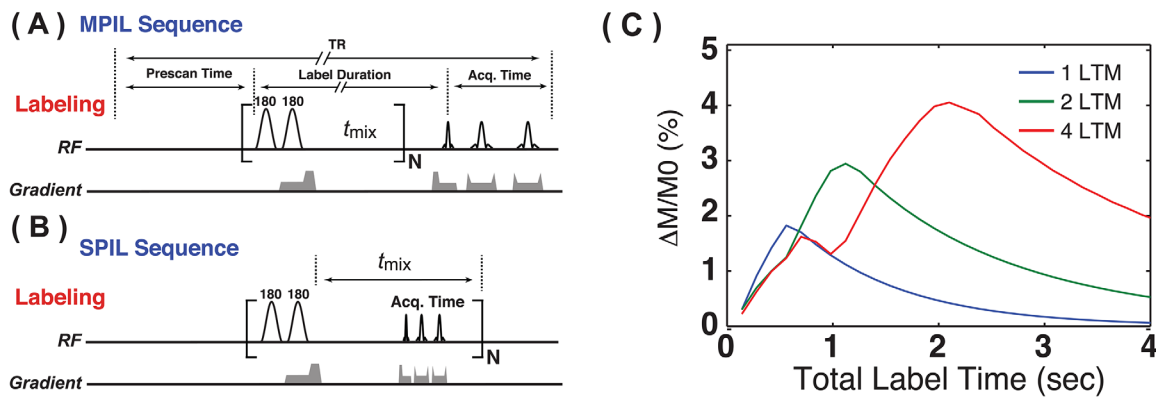 ( A )
MPIL Sequence
TR
Prescan Time
Label Duration
Acq. Time
Labeling
180 180
tmix
RF
N
Gradient
( B )
SPIL Sequence
tmix
Labeling
180 180
Acq. Time
RF
N
Gradient
( C )
5
4
3
2
1
0
ΔM/M0 (%)
1 LTM
2 LTM
4 LTM
0 1 2 3 4
Total Label Time (sec)